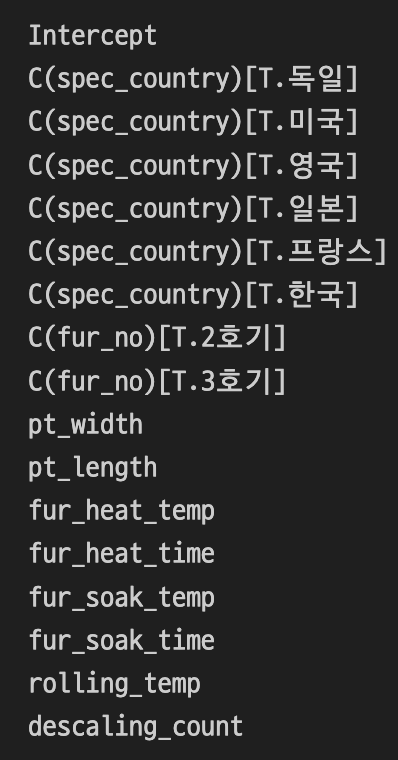 Intercept
C(spec_country)[T.독일]
C(spec_country)[T.미국]
C(spec_country)[T.영국]
C(spec_country)[T.일본]
C(spec_country)[T.프랑스]
C(spec_country)[T.한국]
C(fur_no)[T.2호기]
C(fur_no)[T.3호기]
pt_width
pt_length
fur_heat_temp
fur_heat_time
fur_soak_temp
fur_soak_time
rolling_temp
descaling_count